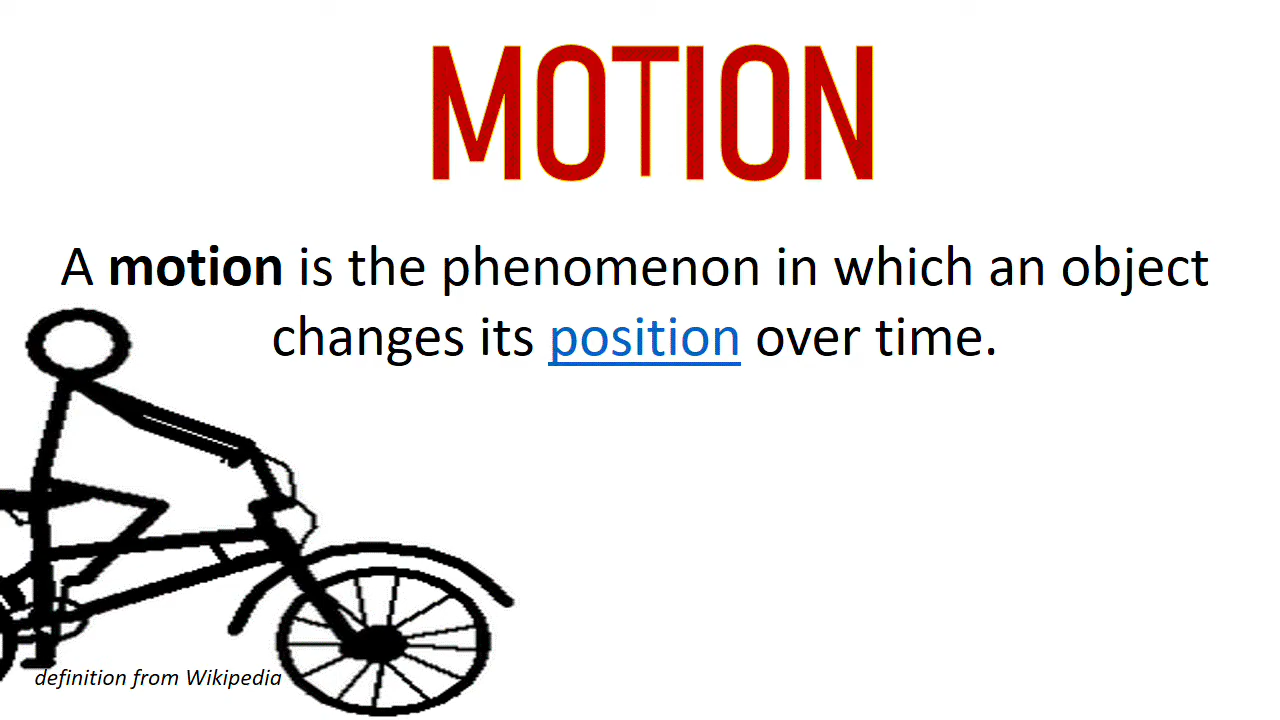 MOTION
A motion is the phenomenon in which an object
changes its position over time.
definition from Wikipedia